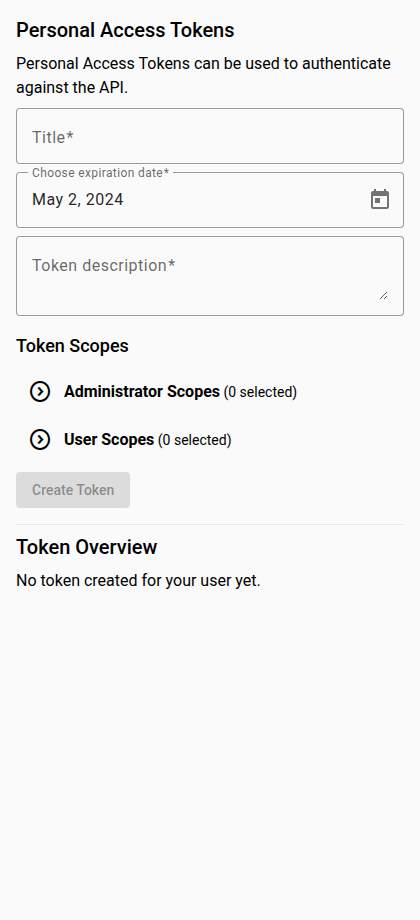 Personal Access Tokens
Personal Access Tokens can be used to authenticate
against the API.
Title*
Choose expiration date*
May 2, 2024
Token description*
Token Scopes
Administrator Scopes (0 selected)
User Scopes (0 selected)
Create Token
Token Overview
No token created for your user yet.